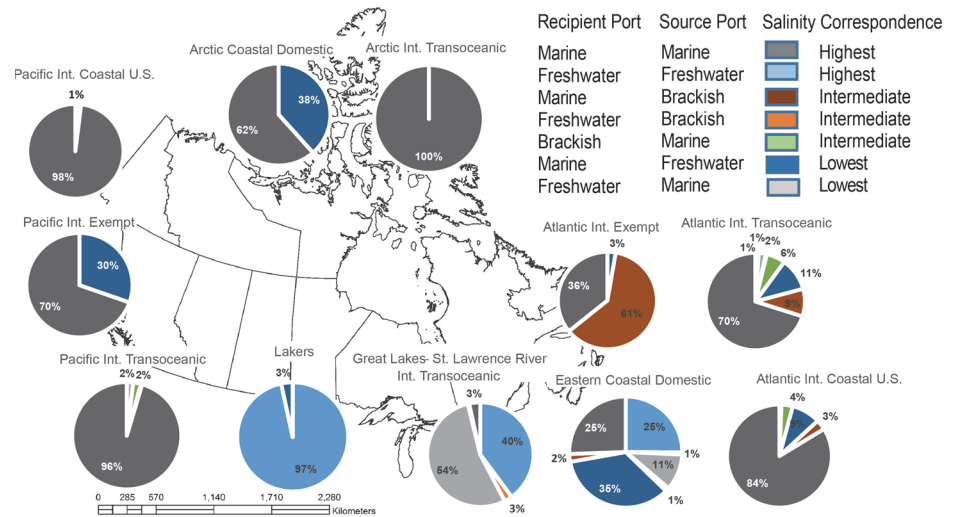 Recipient Port Source Port Salinity Correspondence
Marine Marine Highest
Freshwater Freshwater Highest
Marine Brackish Intermediate
Freshwater Brackish Intermediate
Brackish Marine Intermediate
Marine Freshwater Lowest
Freshwater Marine Lowest
Arctic Coastal Domestic
38%
62%
Arctic Int. Transoceanic
100%
Pacific Int. Coastal U.S.
1%
98%
Pacific Int. Exempt
30%
70%
Atlantic Int. Exempt
3%
36%
61%
Atlantic Int. Transoceanic
1% 2%
1% 6%
11%
9%
70%
Pacific Int. Transoceanic
2% 2%
96%
Lakers
3%
97%
Great Lakes- St. Lawrence River
Int. Transoceanic
3%
40%
54%
3%
Eastern Coastal Domestic
25% 25%
1%
2% 11%
35%
1%
Atlantic Int. Coastal U.S.
4%
3%
84%
0 285 570 1,140 1,710 2,280
Kilometers